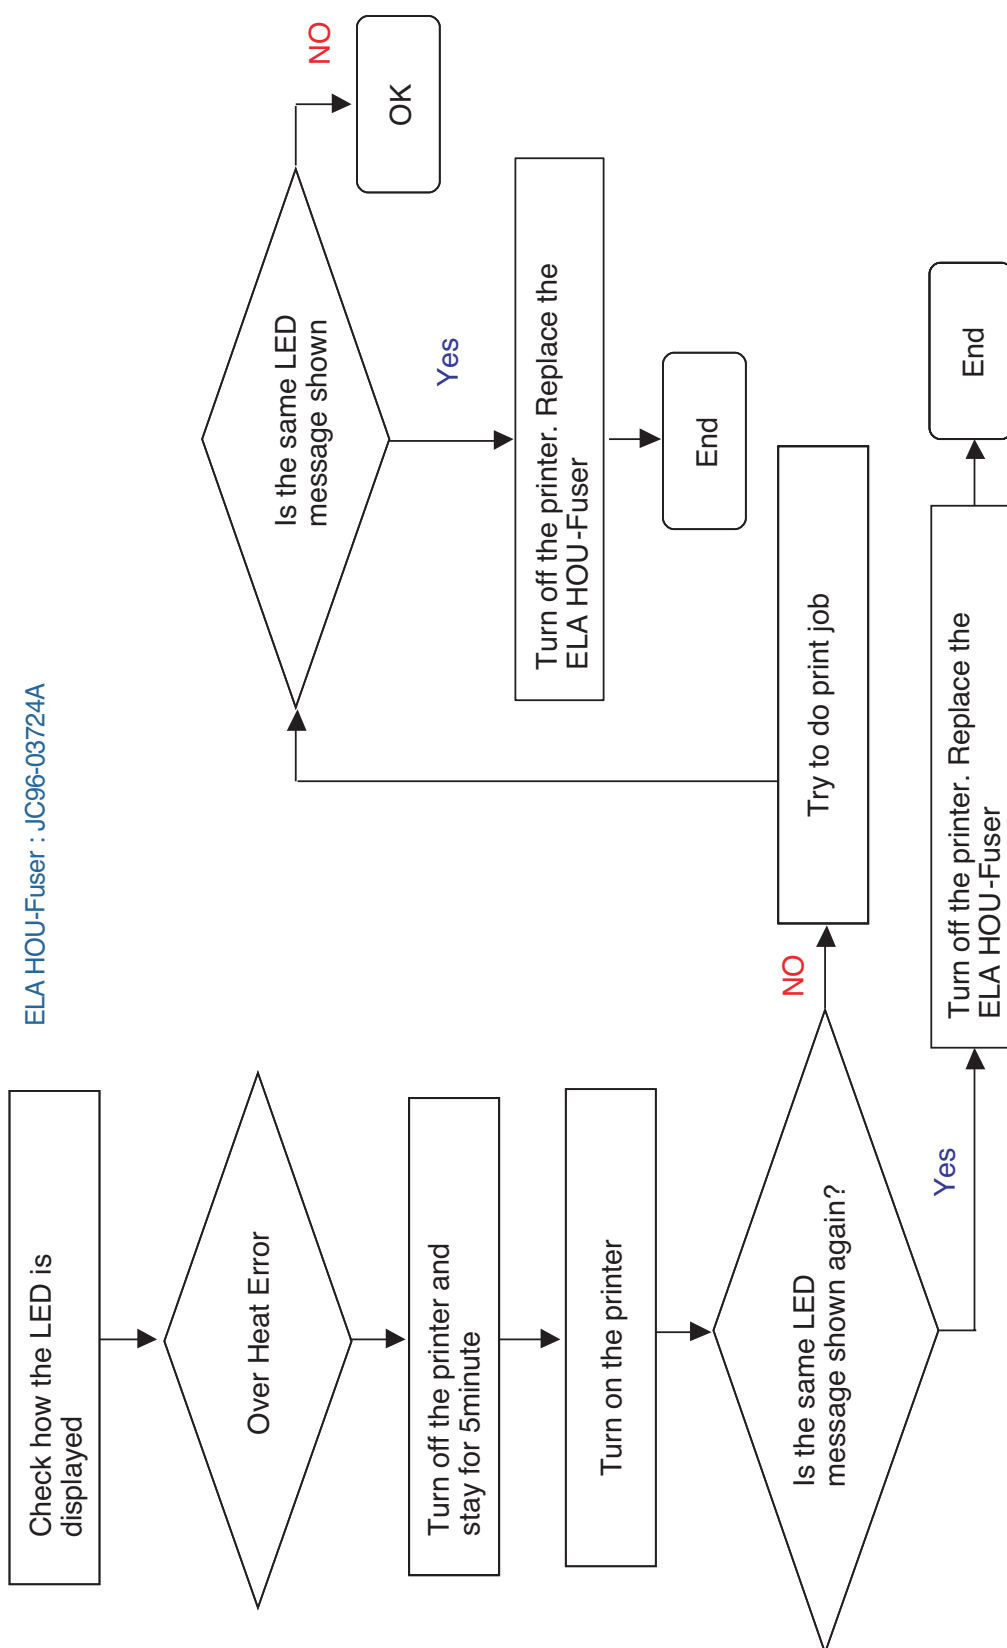 ELA HOU-Fuser : JC96-03724A
Check how the LED is
displayed
Over Heat Error
Turn off the printer and
stay for 5minute
Turn on the printer
Is the same LED
message shown again?
NO
Yes
Try to do print job
Turn off the printer. Replace the
ELA HOU-Fuser
End
Is the same LED
message shown
NO
OK
Yes
Turn off the printer. Replace the
ELA HOU-Fuser
End